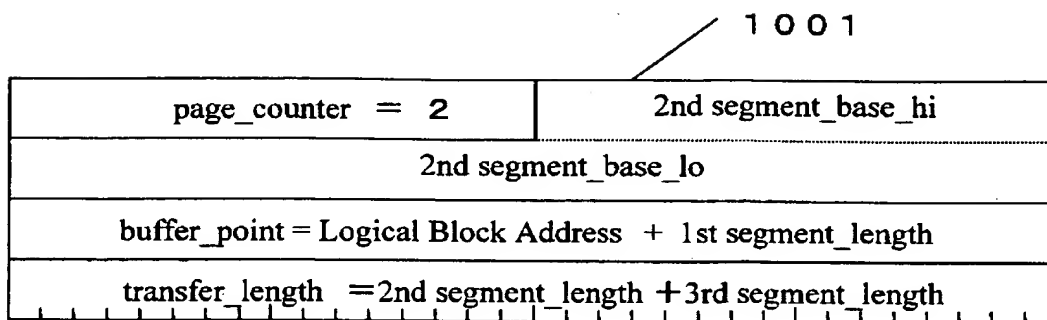 1001
page_counter = 2
2nd segment_base_hi
2nd segment_base_lo
buffer_point = Logical Block Address + 1st segment_length
transfer_length =2nd segment_length +3rd segment_length